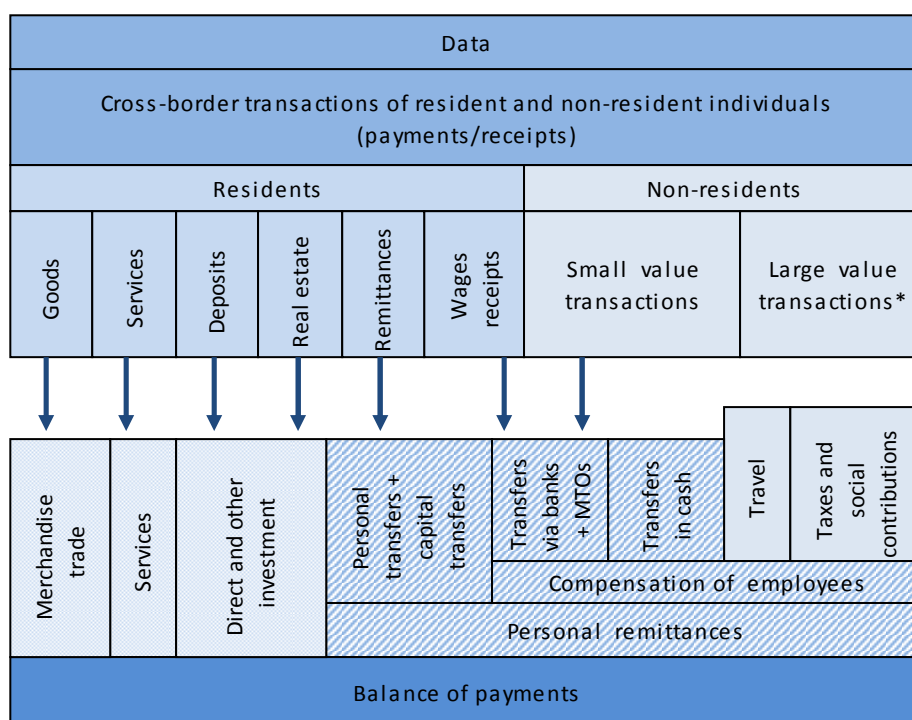 Data
Cross-border transactions of resident and non-resident individuals
(payments/receipts)
Residents
Non-residents
Goods
Services
Deposits
Real estate
Remittances
Wages
receipts
Small value
transactions
Large value
transactions*
Merchandise
trade
Services
Direct and other
investment
Personal
transfers +
capital
transfers
Transfers
via banks
+ MTOs
Transfers
in cash
Travel
Taxes and
social
contributions
Compensation of employees
Personal remittances
Balance of payments